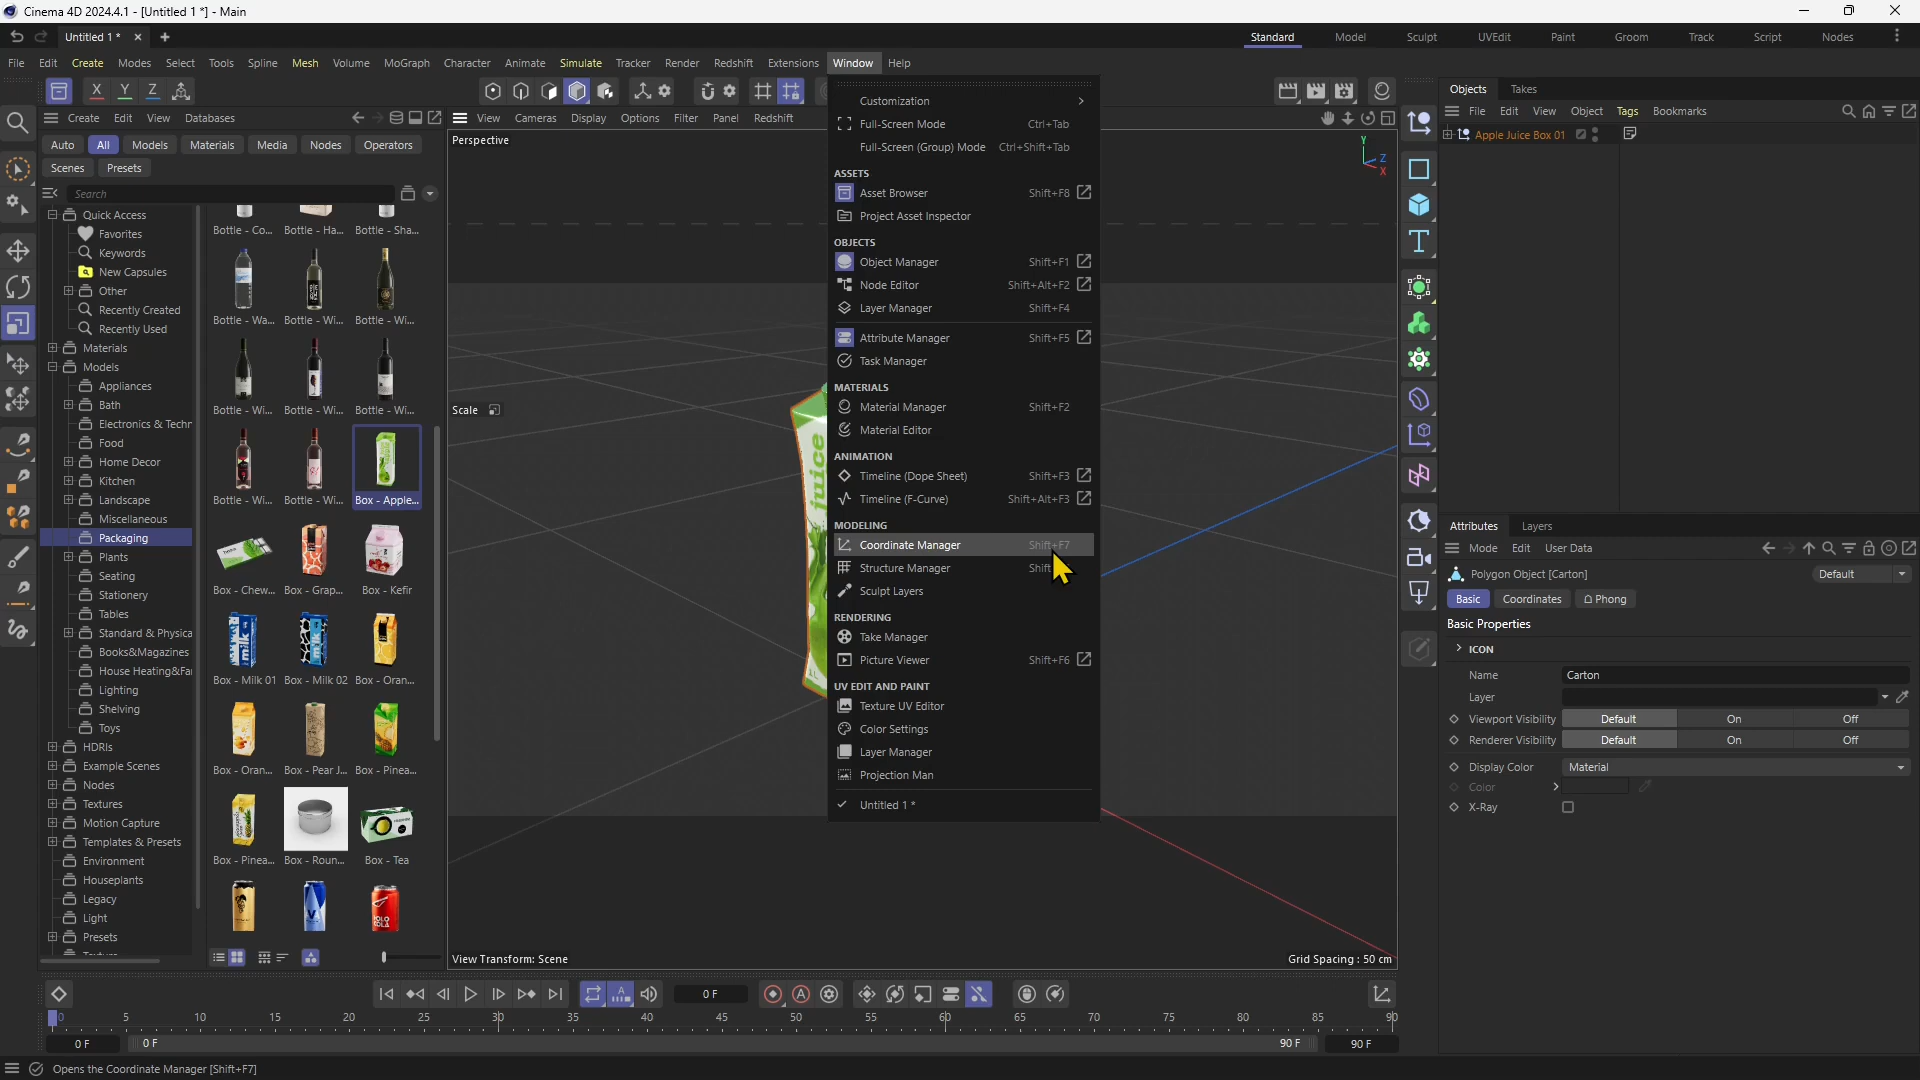 Cinema 4D 2024.4.1 - [Untitled 1 *] - Main
Untitled 1 *
Standard Model Sculpt UVEdit Paint Groom Track Script Nodes
File Edit Create Modes Select Tools Spline Mesh Volume MoGraph Character Animate Simulate Tracker Render Redshift Extensions Window Help
X Y Z
Create Edit View Databases
Auto All Models Materials Media Nodes Operators
Scenes Presets
Search
Quick Access
Favorites
Keywords
New Capsules
Other
Recently Created
Recently Used
Materials
Models
Appliances
Bath
Electronics & Techr
Food
Home Decor
Kitchen
Landscape
Miscellaneous
Packaging
Plants
Seating
Stationery
Tables
Standard & Physica
Books&Magazines
House Heating&Fa
Lighting
Shelving
Toys
HDRIs
Example Scenes
Nodes
Textures
Motion Capture
Templates & Presets
Environment
Houseplants
Legacy
Light
Presets
Bottle - Co... Bottle - Ha... Bottle - Sha...
Bottle - Wa... Bottle - Wi... Bottle - Wi...
Bottle - Wi... Bottle - Wi... Bottle - Wi...
Bottle - Wi... Bottle - Wi... Box - Apple...
Box - Chew... Box - Grap... Box - Kefir
milk milk
Box - Milk 01 Box - Milk 02 Box - Oran...
Box - Oran... Box - Pear J... Box - Pinea...
Box - Pinea... Box - Roun... Box - Tea
V POLO COLA
View Cameras Display Options Filter Panel Redshift
Perspective
Y Z X
Scale
juice
View Transform: Scene
Grid Spacing : 50 cm
Customization
Full-Screen Mode Ctrl+Tab
Full-Screen (Group) Mode Ctrl+Shift+Tab
ASSETS
Asset Browser Shift+F8
Project Asset Inspector
OBJECTS
Object Manager Shift+F1
Node Editor Shift+Alt+F2
Layer Manager Shift+F4
Attribute Manager Shift+F5
Task Manager
MATERIALS
Material Manager Shift+F2
Material Editor
ANIMATION
Timeline (Dope Sheet) Shift+F3
Timeline (F-Curve) Shift+Alt+F3
MODELING
Coordinate Manager Shift+F7
Structure Manager Shift
Sculpt Layers
RENDERING
Take Manager
Picture Viewer Shift+F6
UV EDIT AND PAINT
Texture UV Editor
Color Settings
Layer Manager
Projection Man
Untitled 1 *
Objects Takes
File Edit View Object Tags Bookmarks
Apple Juice Box 01
Attributes Layers
Mode Edit User Data
Polygon Object [Carton] Default
Basic Coordinates Phong
Basic Properties
ICON
Name Carton
Layer
Viewport Visibility Default On Off
Renderer Visibility Default On Off
Display Color Material
Color
X-Ray
0 F
0 5 10 15 20 25 30 35 40 45 50 55 60 65 70 75 80 85 90
0 F 0 F 90 F 90 F
Opens the Coordinate Manager [Shift+F7]